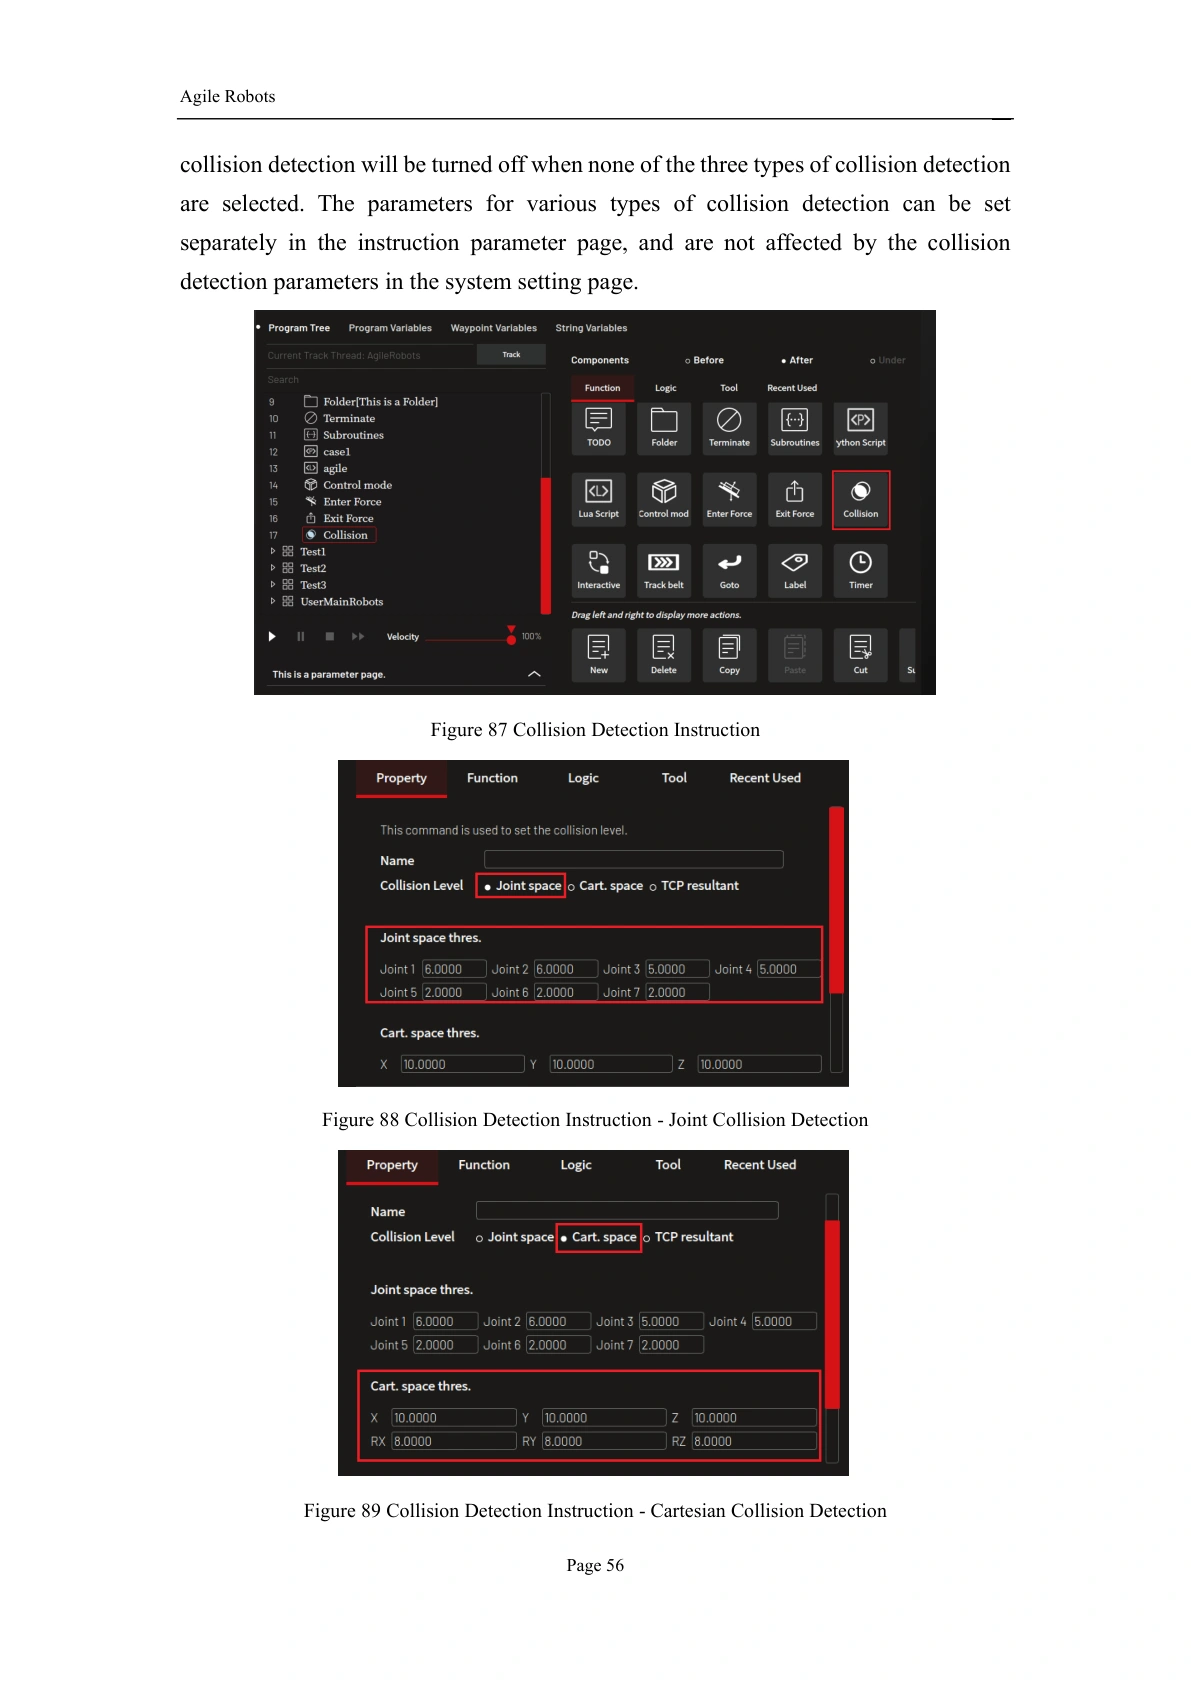 Agile Robots
collision detection will be turned off when none of the three types of collision detection
are selected. The parameters for various types of collision detection can be set
separately in the instruction parameter page, and are not affected by the collision
detection parameters in the system setting page.
Program Tree Program Variables Waypoint Variables String Variables
Current Track Thread: AgileRobots Track
Search
9 Folder[This is a Folder]
10 Terminate
11 Subroutines
12 case1
13 agile
14 Control mode
15 Enter Force
16 Exit Force
17 Collision
Test1
Test2
Test3
UserMainRobots
Velocity 100%
This is a parameter page.
Components Before After Under
Function Logic Tool Recent Used
TODO Folder Terminate Subroutines ython Script
Lua Script Control mod Enter Force Exit Force Collision
Interactive Track belt Goto Label Timer
Drag left and right to display more actions.
New Delete Copy Paste Cut Su
Figure 87 Collision Detection Instruction
Property Function Logic Tool Recent Used
This command is used to set the collision level.
Name
Collision Level Joint space Cart. space TCP resultant
Joint space thres.
Joint 1 6.0000 Joint 2 6.0000 Joint 3 5.0000 Joint 4 5.0000
Joint 5 2.0000 Joint 6 2.0000 Joint 7 2.0000
Cart. space thres.
X 10.0000 Y 10.0000 Z 10.0000
Figure 88 Collision Detection Instruction - Joint Collision Detection
Property Function Logic Tool Recent Used
Name
Collision Level Joint space Cart. space TCP resultant
Joint space thres.
Joint 1 6.0000 Joint 2 6.0000 Joint 3 5.0000 Joint 4 5.0000
Joint 5 2.0000 Joint 6 2.0000 Joint 7 2.0000
Cart. space thres.
X 10.0000 Y 10.0000 Z 10.0000
RX 8.0000 RY 8.0000 RZ 8.0000
Figure 89 Collision Detection Instruction - Cartesian Collision Detection
Page 56